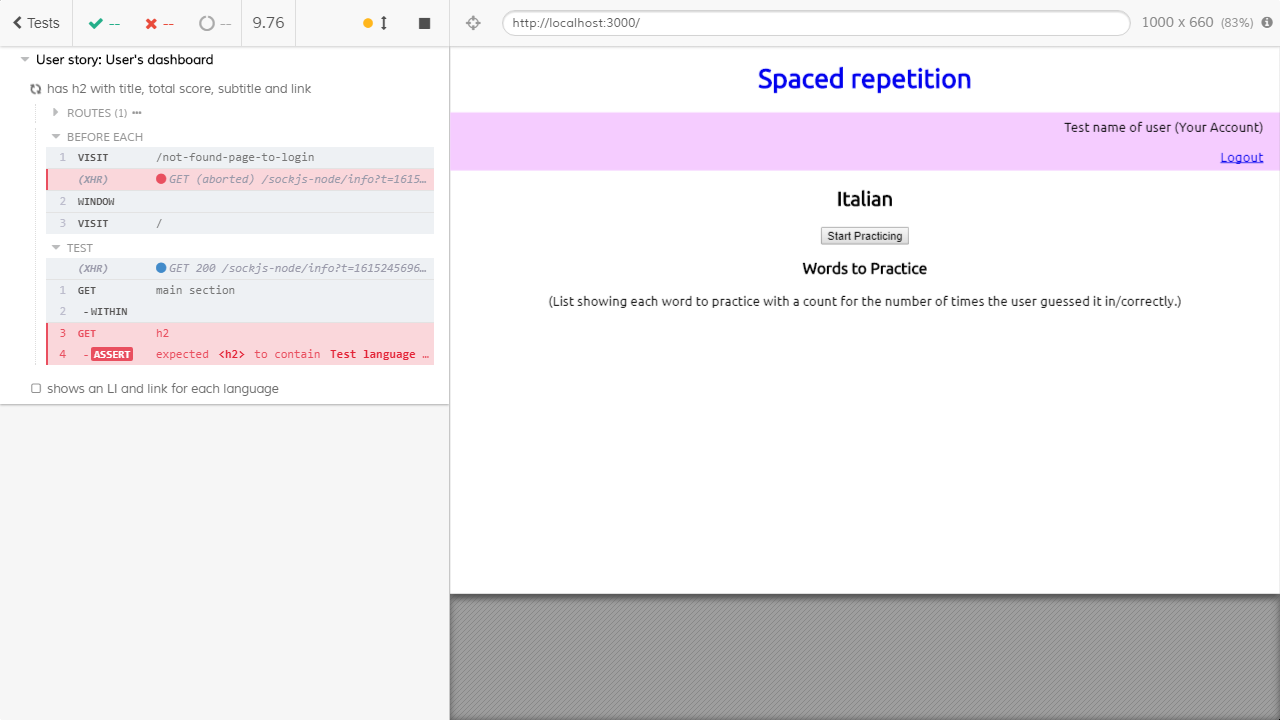 Tests
--
--
--
9.76
http://localhost:3000/
1000 x 660 (83%)
User story: User's dashboard
has h2 with title, total score, subtitle and link
ROUTES (1)
BEFORE EACH
1 VISIT /not-found-page-to-login
(XHR) GET (aborted) /sockjs-node/info?t=1615…
2 WINDOW
3 VISIT /
TEST
(XHR) GET 200 /sockjs-node/info?t=1615245696…
1 GET main section
2 -WITHIN
3 GET h2
4 -ASSERT expected <h2> to contain Test language …
shows an LI and link for each language
Spaced repetition
Test name of user (Your Account)
Logout
Italian
Start Practicing
Words to Practice
(List showing each word to practice with a count for the number of times the user guessed it in/correctly.)